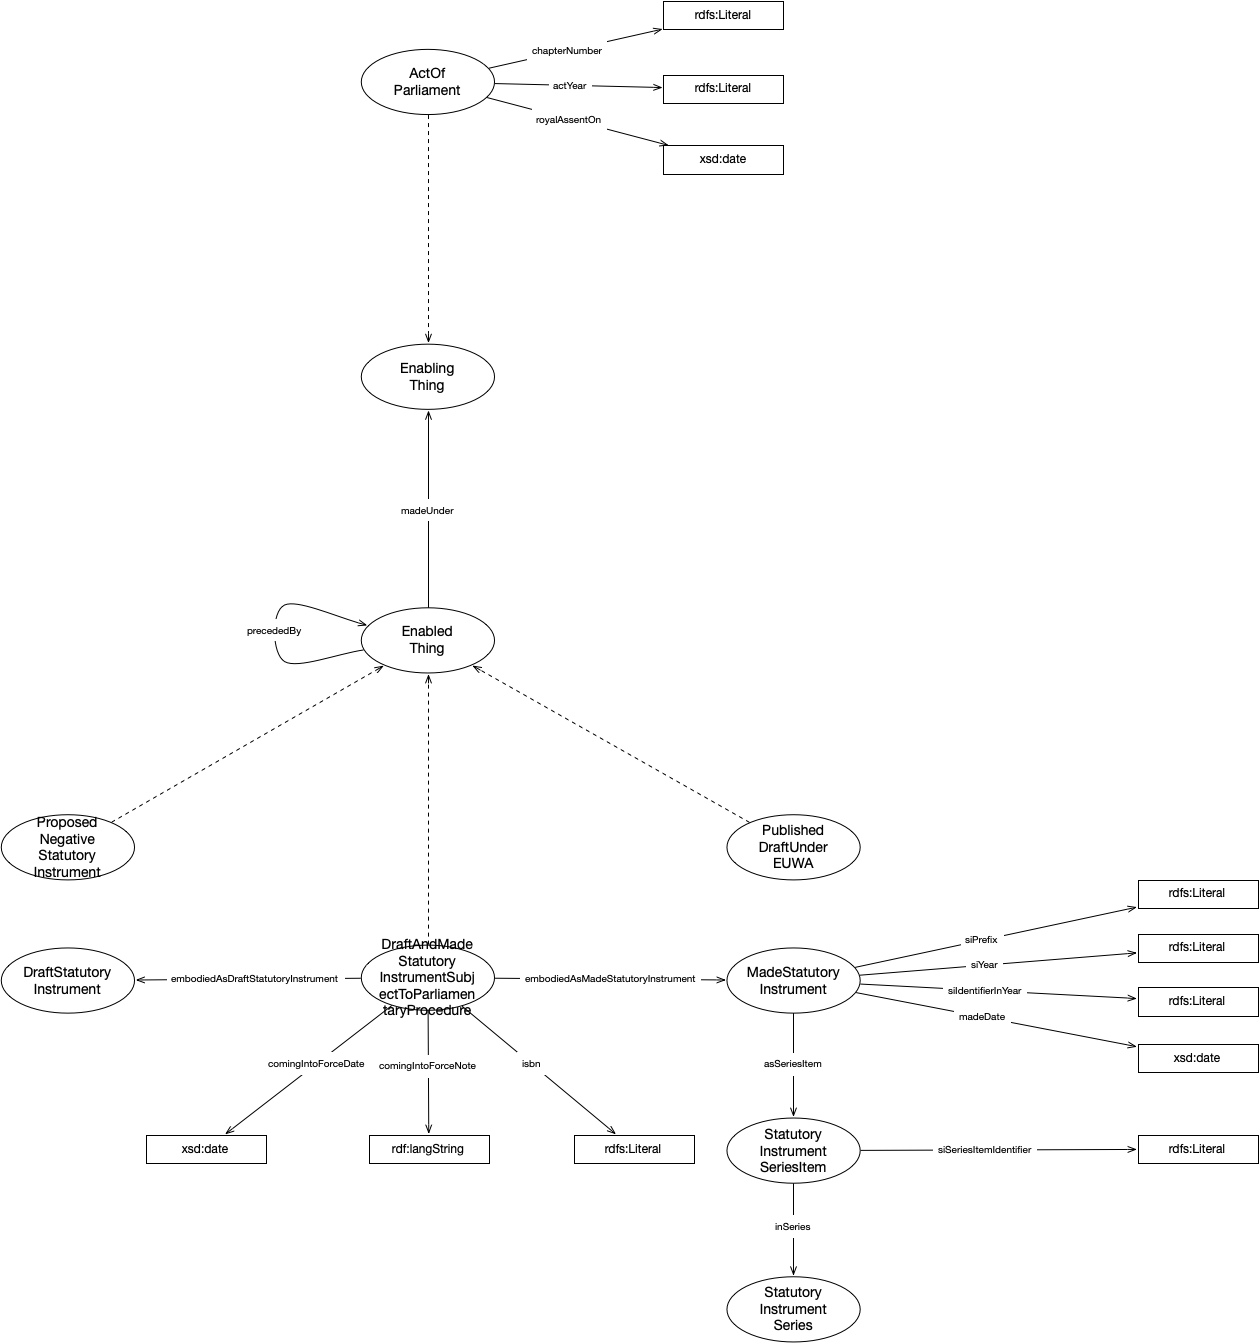 rdfs:Literal
chapterNumber
ActOf
Parliament
actYear
rdfs:Literal
royalAssentOn
xsd:date
Enabling
Thing
madeUnder
precededBy
Enabled
Thing
Proposed
Negative
Statutory
Instrument
Published
DraftUnder
EUWA
DraftStatutory
Instrument
embodiedAsDraftStatutoryInstrument
DraftAndMade
Statutory
InstrumentSubj
ectToParliamen
taryProcedure
embodiedAsMadeStatutoryInstrument
MadeStatutory
Instrument
siPrefix
rdfs:Literal
siYear
rdfs:Literal
siIdentifierInYear
rdfs:Literal
madeDate
xsd:date
comingIntoForceDate
comingIntoForceNote
isbn
asSeriesItem
xsd:date
rdf:langString
rdfs:Literal
Statutory
Instrument
SeriesItem
siSeriesItemIdentifier
rdfs:Literal
inSeries
Statutory
Instrument
Series